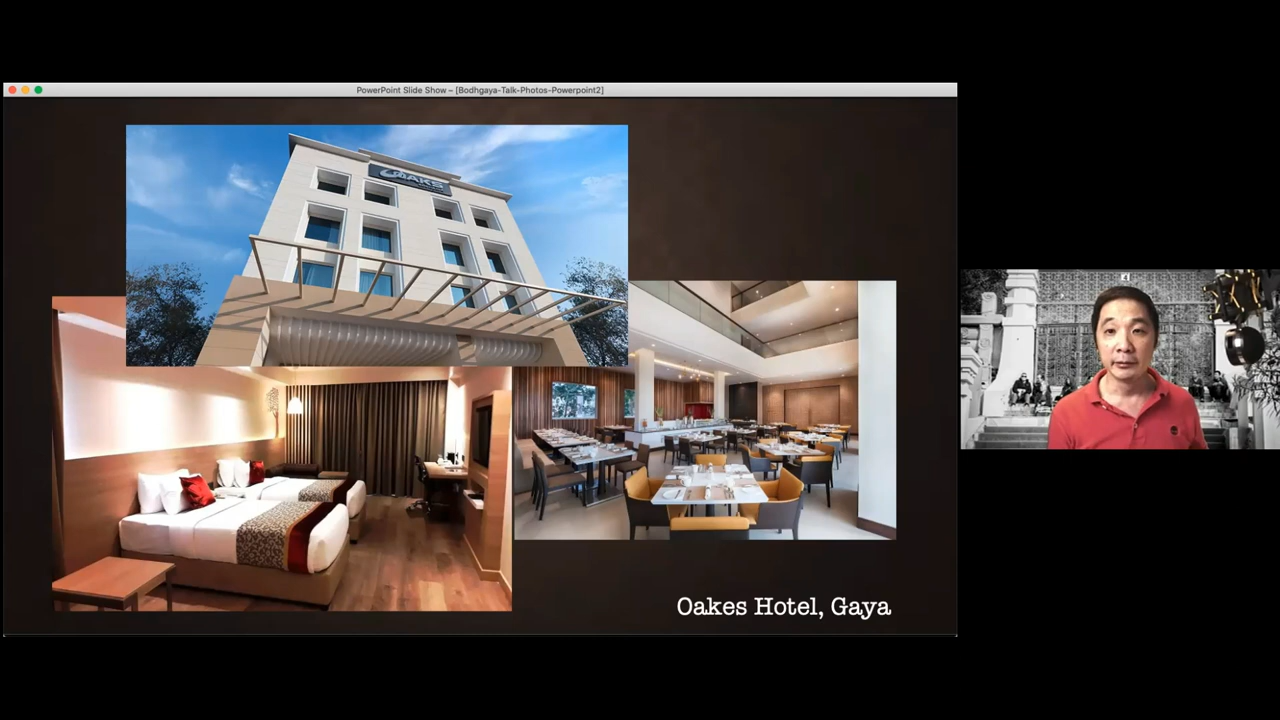 PowerPoint Slide Show – [Bodhgaya-Talk-Photos-Powerpoint2]
OAKS
Oakes Hotel, Gaya